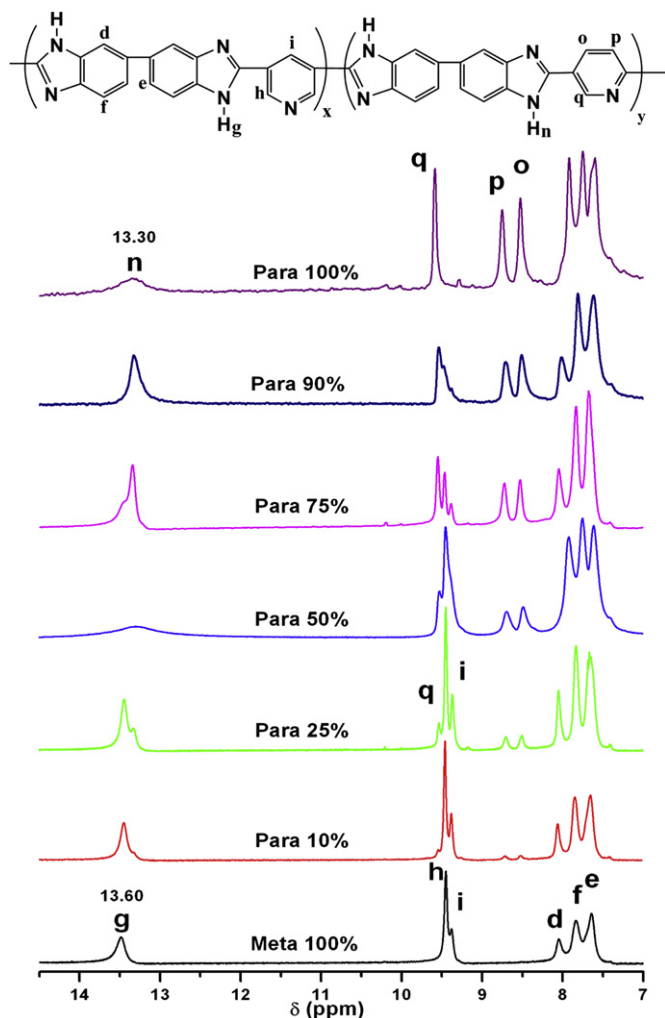 H
d
N
N
N
i
N
e
f
N
h
N
N
N
H
g
x
H
N
N
N
o
p
N
q
N
H
n
y
q
p
o
13.30
n
Para 100%
Para 90%
Para 75%
Para 50%
i
q
Para 25%
Para 10%
h
13.60
g
i
f
e
d
Meta 100%
14 13 12 11 10 9 8 7
δ (ppm)